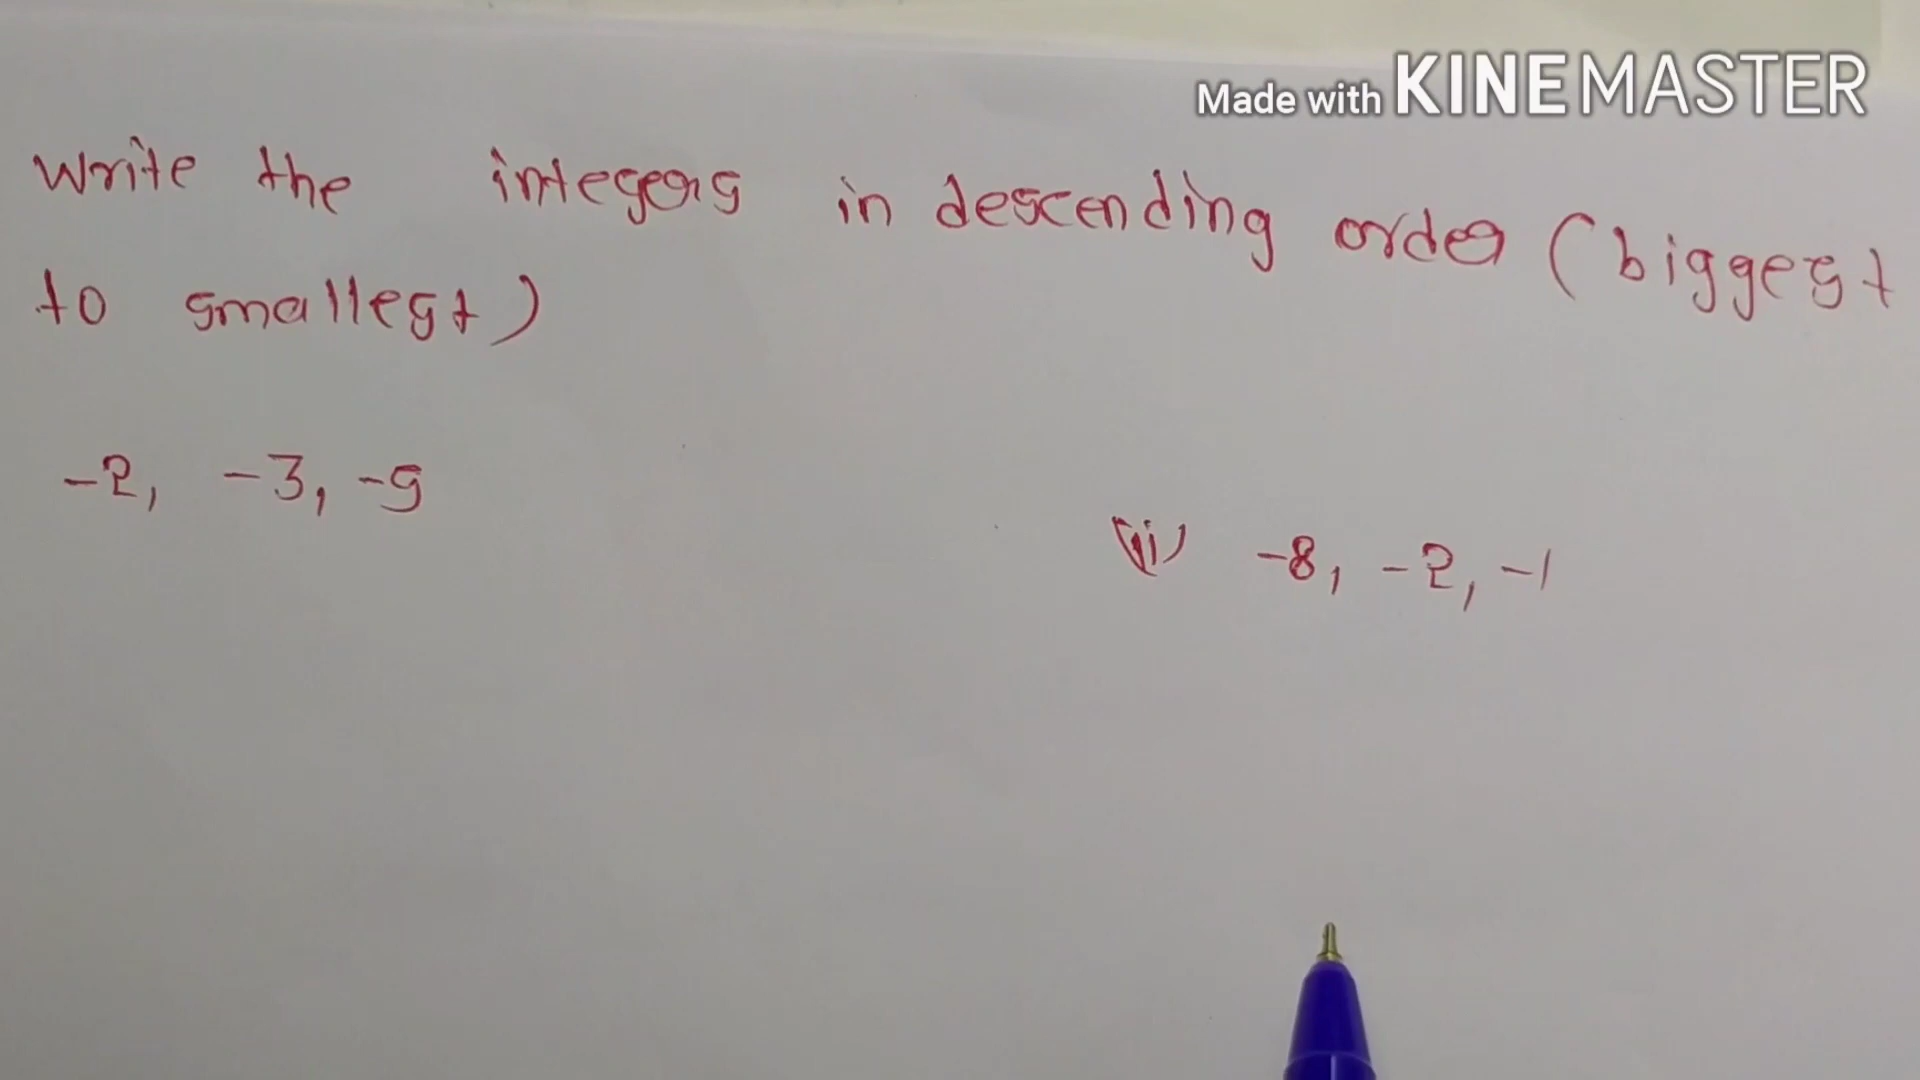 Made with KINEMASTER
Write the integers in descending order (biggest
to smallest)
-2, -3, -5
(ii) -8, -2, -1